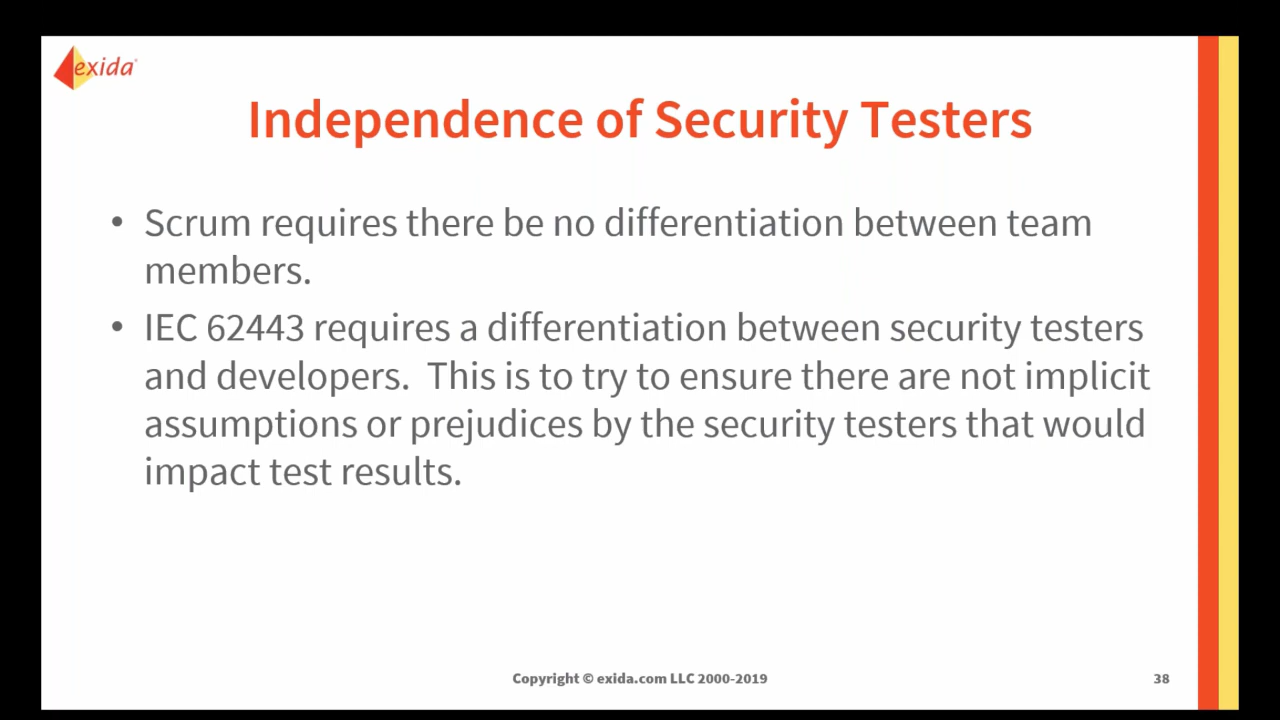 exida
Independence of Security Testers
• Scrum requires there be no differentiation between team
members.
• IEC 62443 requires a differentiation between security testers
and developers.  This is to try to ensure there are not implicit
assumptions or prejudices by the security testers that would
impact test results.
Copyright © exida.com LLC 2000-2019
38